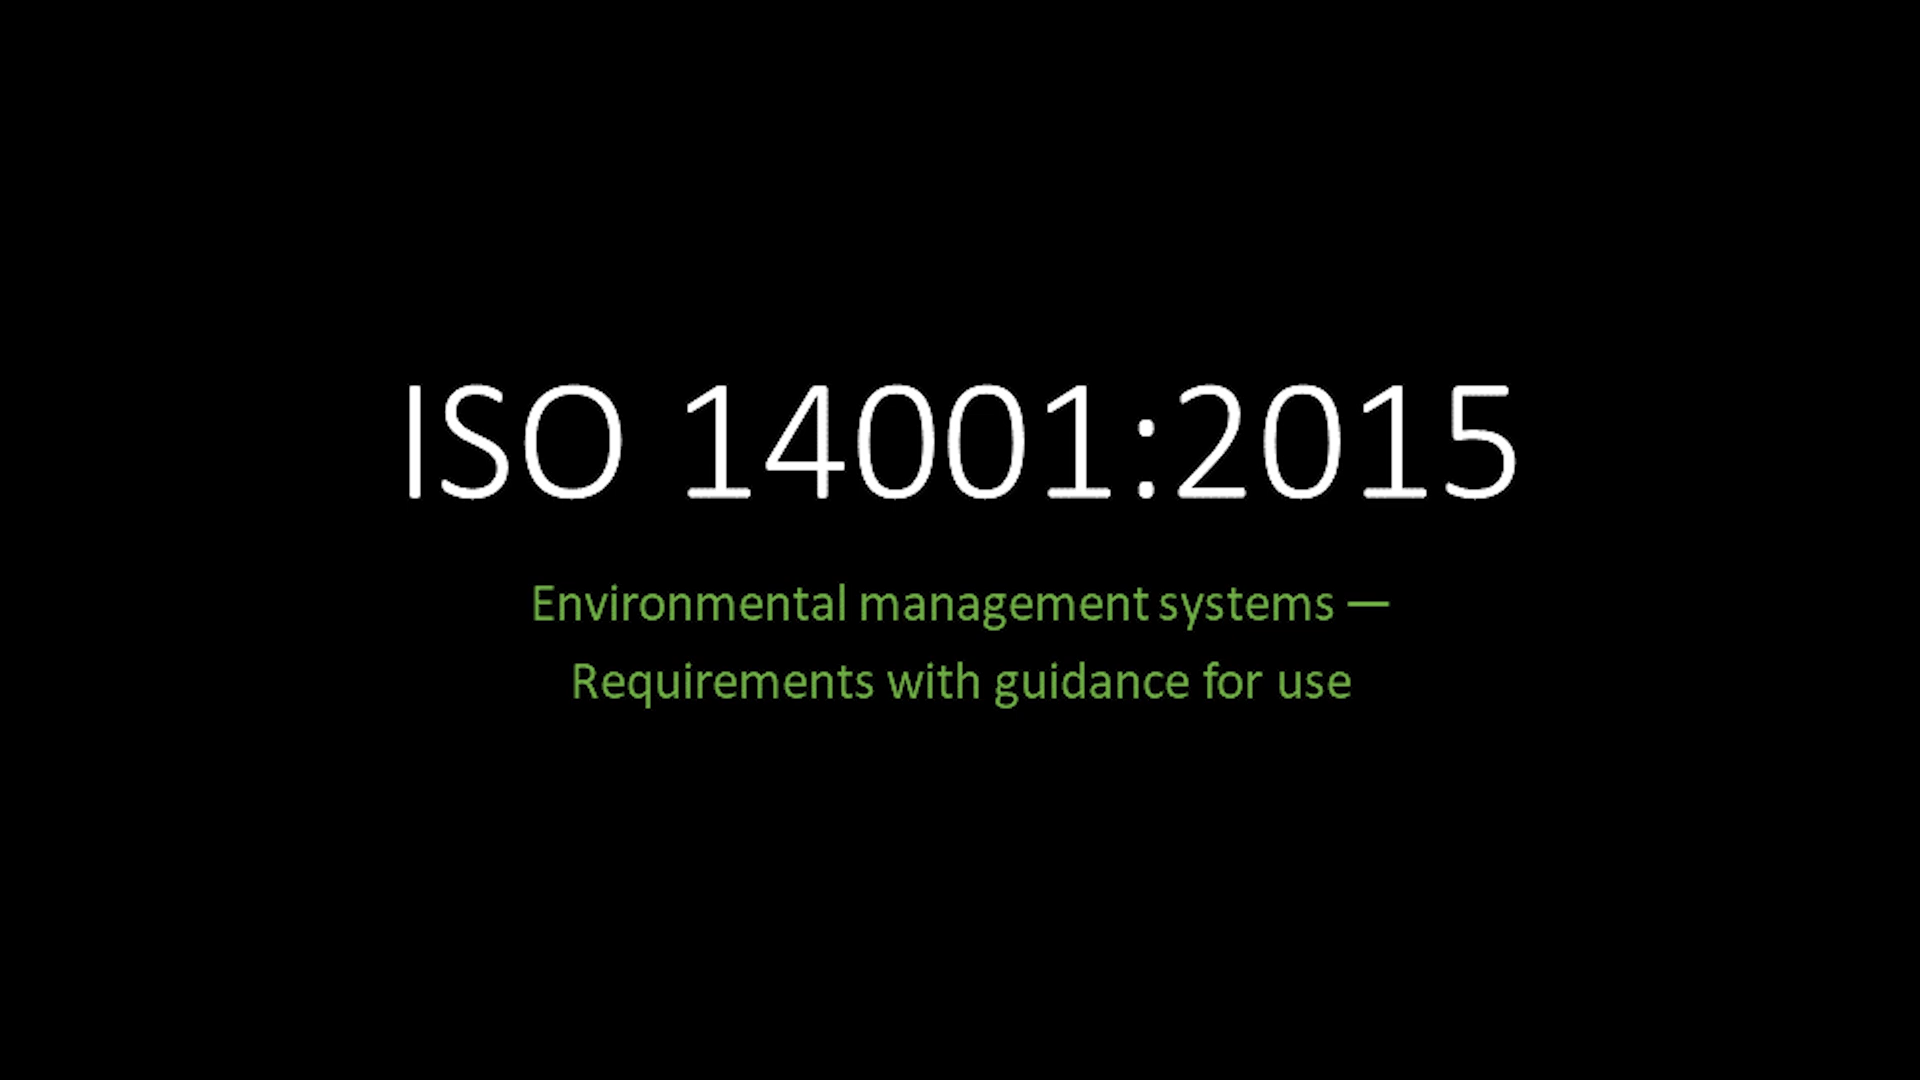 ISO 14001:2015
Environmental management systems —
Requirements with guidance for use